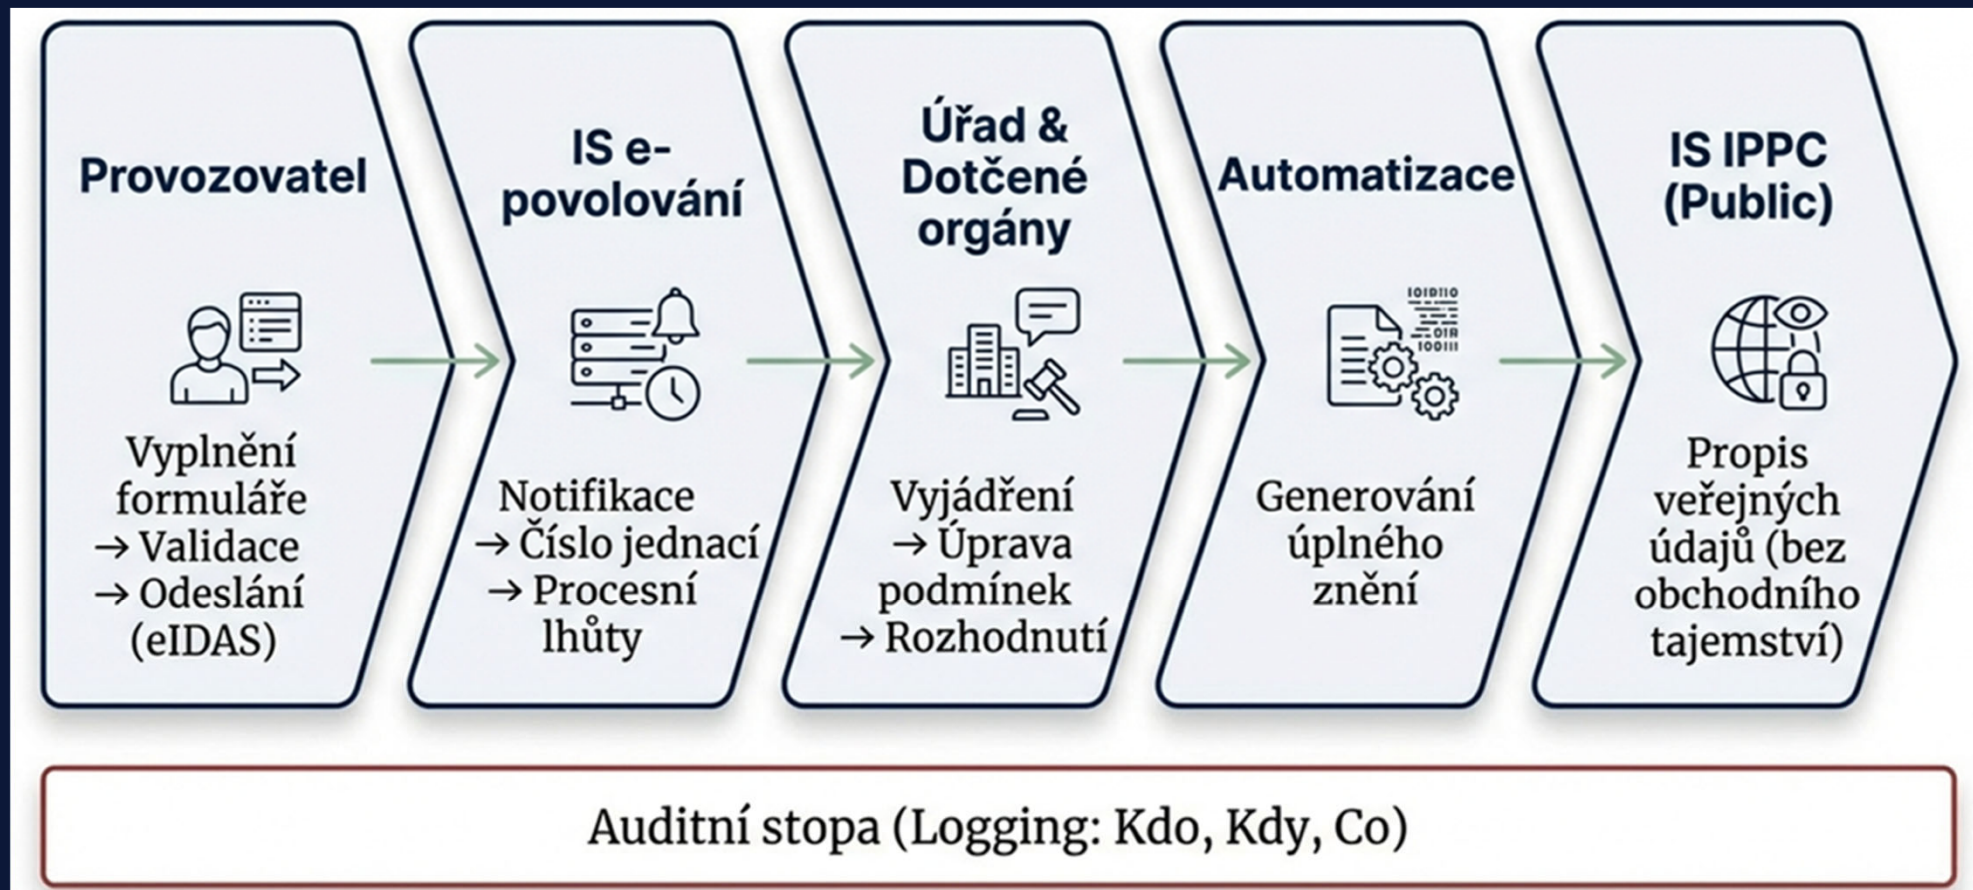 Provozovatel
Vyplnění
formuláře
→ Validace
→ Odeslání
(eIDAS)
IS e-
povolování
Notifikace
→ Číslo jednací
→ Procesní
lhůty
Úřad &
Dotčené
orgány
Vyjádření
→ Úprava
podmínek
→ Rozhodnutí
Automatizace
Generování
úplného
znění
IS IPPC
(Public)
Propis
veřejných
údajů (bez
obchodního
tajemství)
Auditní stopa (Logging: Kdo, Kdy, Co)